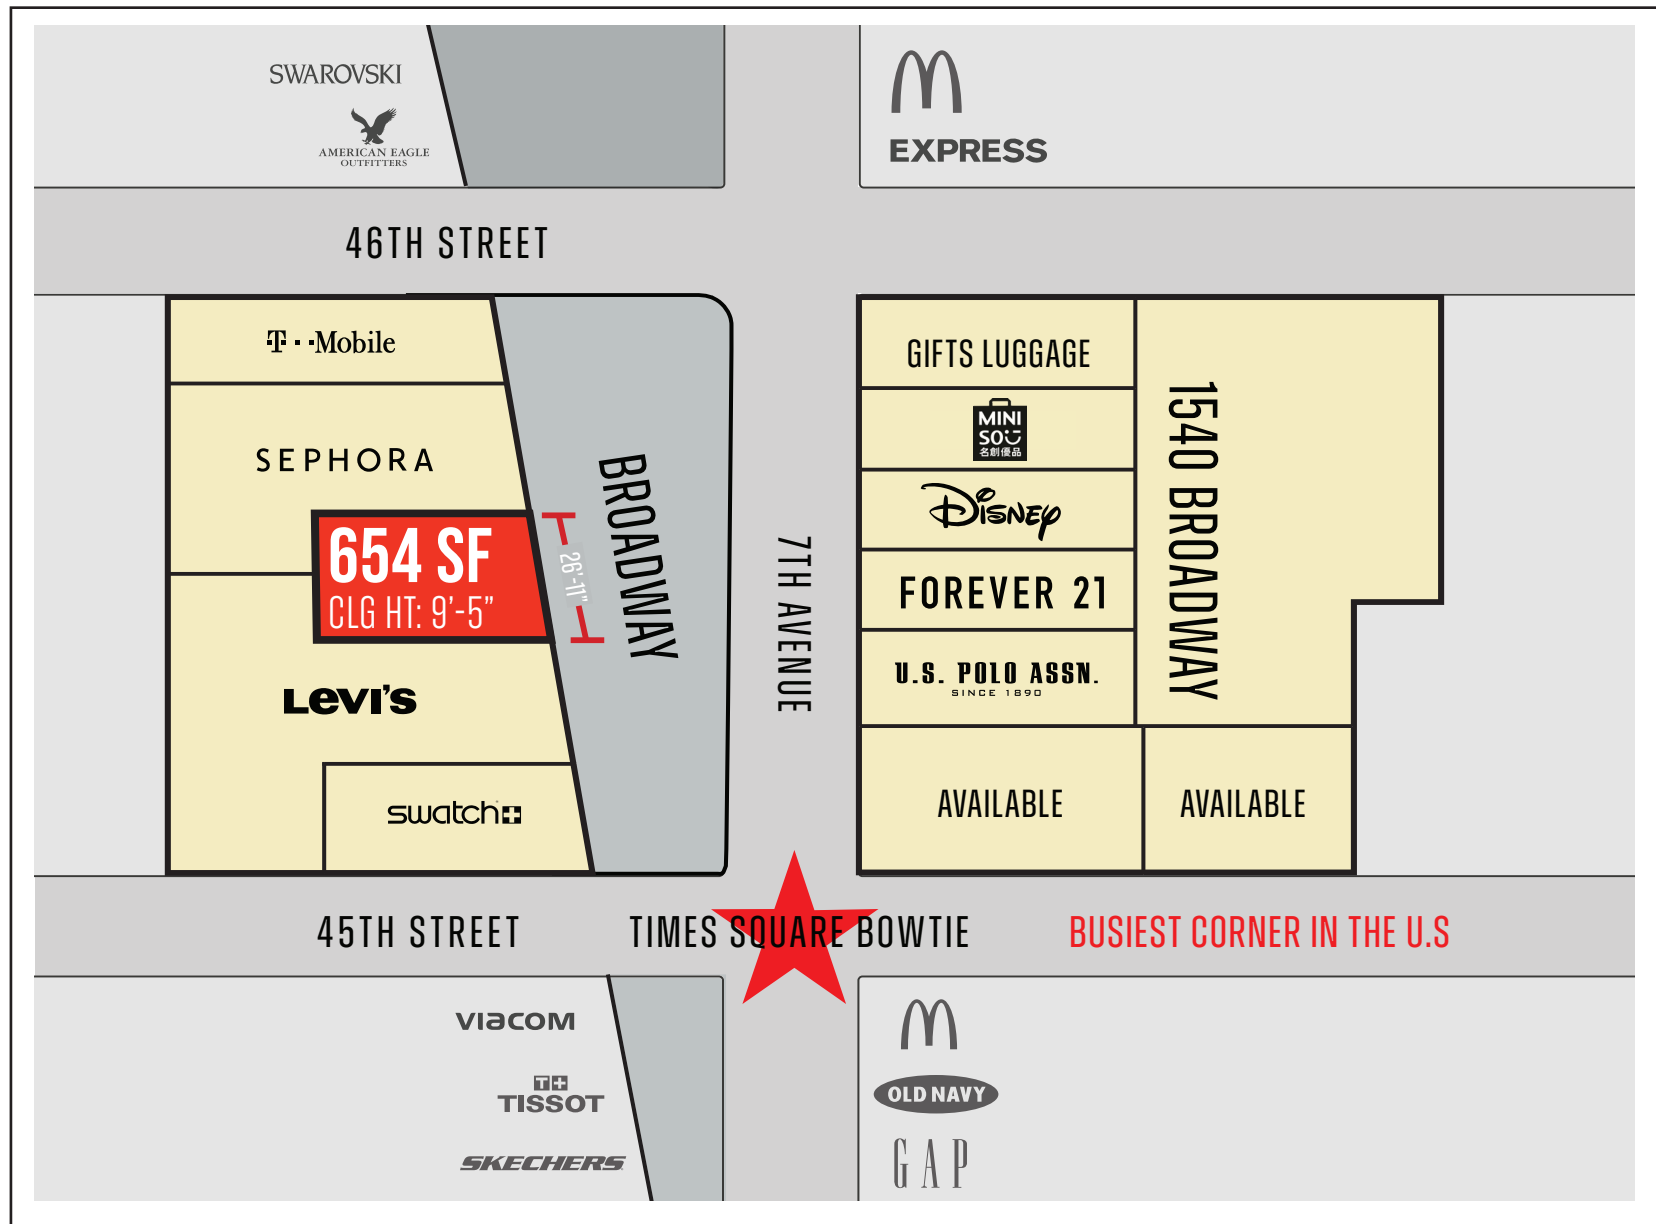 SWAROVSKI
AMERICAN EAGLE
OUTFITTERS
M
EXPRESS
46TH STREET
T··Mobile
SEPHORA
654 SF
CLG HT: 9’-5”
26’-11”
LEVI’S
swatch
BROADWAY
7TH AVENUE
GIFTS LUGGAGE
MINI
SO
名創優品
DISNEY
FOREVER 21
U.S. POLO ASSN.
SINCE 1890
1540 BROADWAY
AVAILABLE
AVAILABLE
45TH STREET
TIMES SQUARE BOWTIE
BUSIEST CORNER IN THE U.S
VIACOM
T+
TISSOT
SKECHERS
M
OLD NAVY
GAP